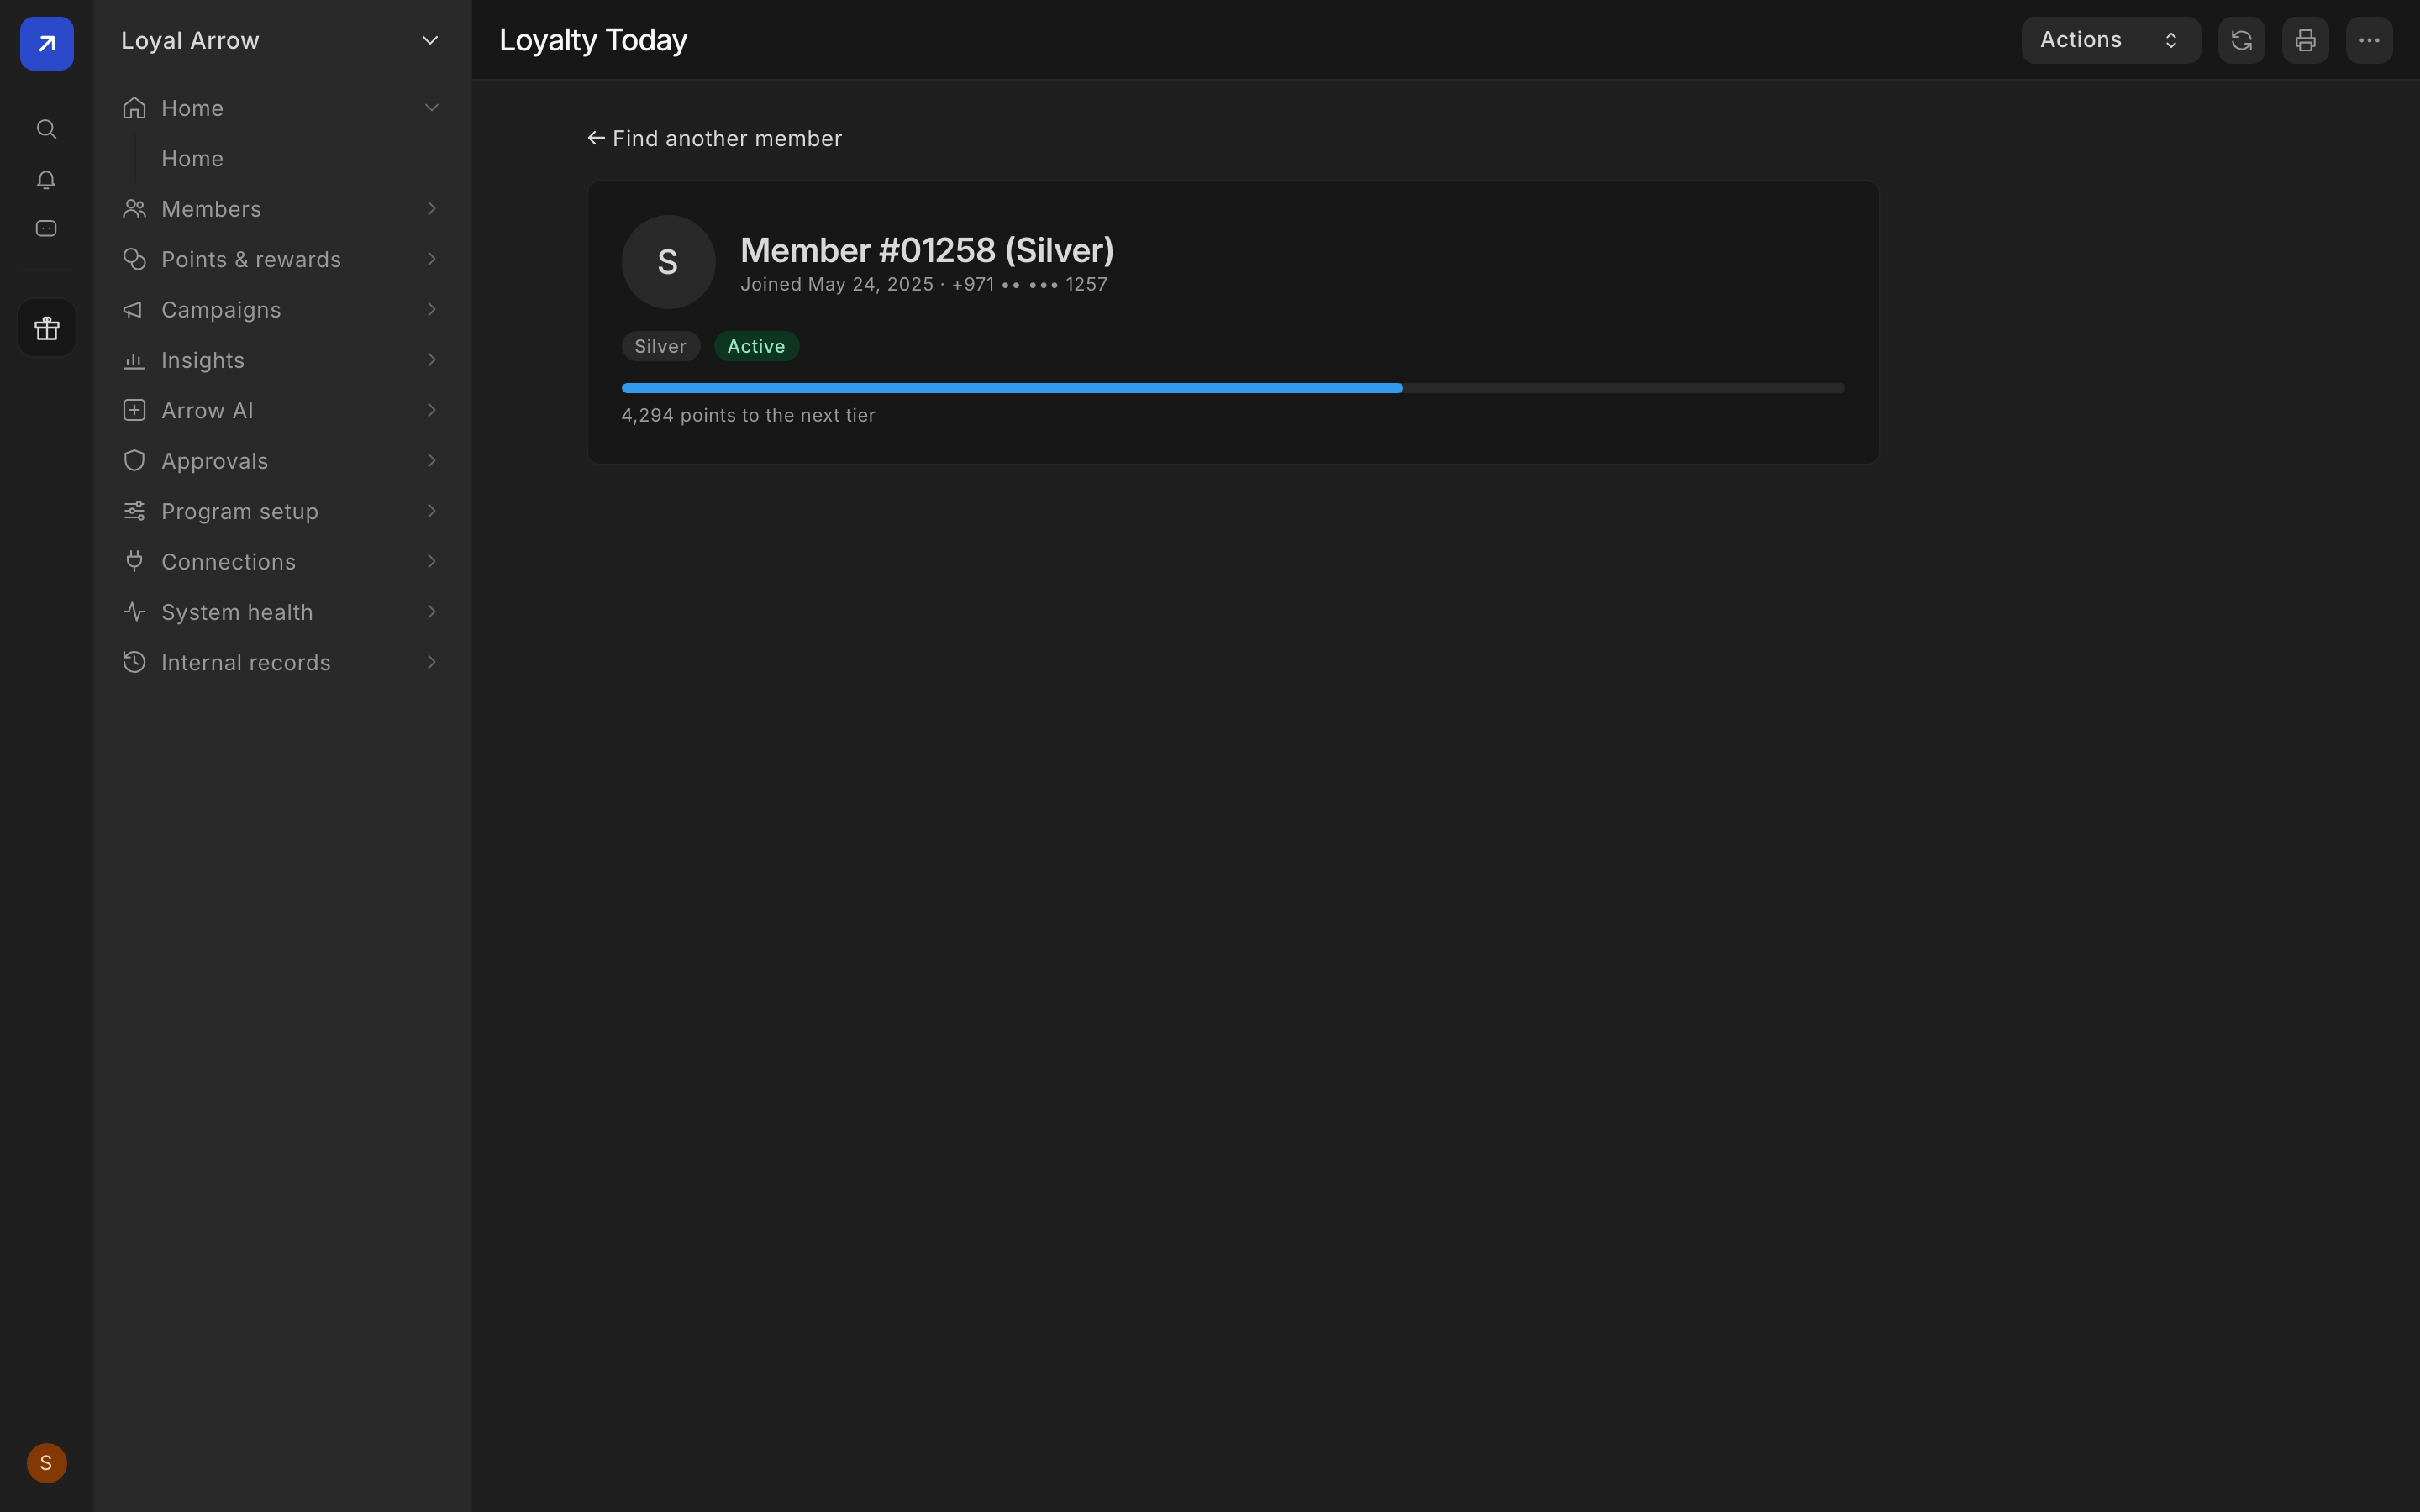 Loyal Arrow
Home
Home
Members
Points & rewards
Campaigns
Insights
Arrow AI
Approvals
Program setup
Connections
System health
Internal records
S
Loyalty Today
Actions
← Find another member
S
Member #01258 (Silver)
Joined May 24, 2025 · +971 •• ••• 1257
Silver Active
4,294 points to the next tier